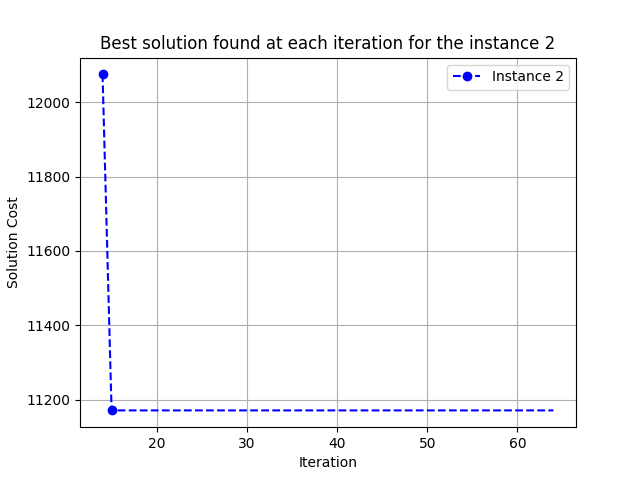 Best solution found at each iteration for the instance 2
Instance 2
12000
11800
11600
11400
11200
Solution Cost
20 30 40 50 60
Iteration